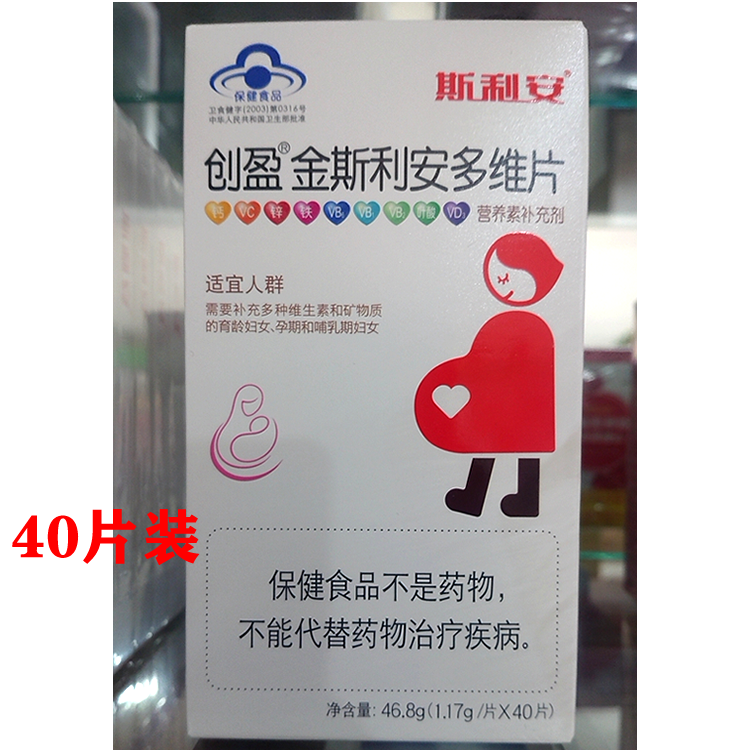 保健食品
卫食健字(2003)第0316号
中华人民共和国卫生部批准
斯利安®
创盈®金斯利安多维片
钙 VC 锌 铁 VB₆ VB₁ VB₂ 叶酸 VD₃ 营养素补充剂
适宜人群
需要补充多种维生素和矿物质
的育龄妇女、孕期和哺乳期妇女
40片装
保健食品不是药物,
不能代替药物治疗疾病。
净含量: 46.8g(1.17g/片X40片)